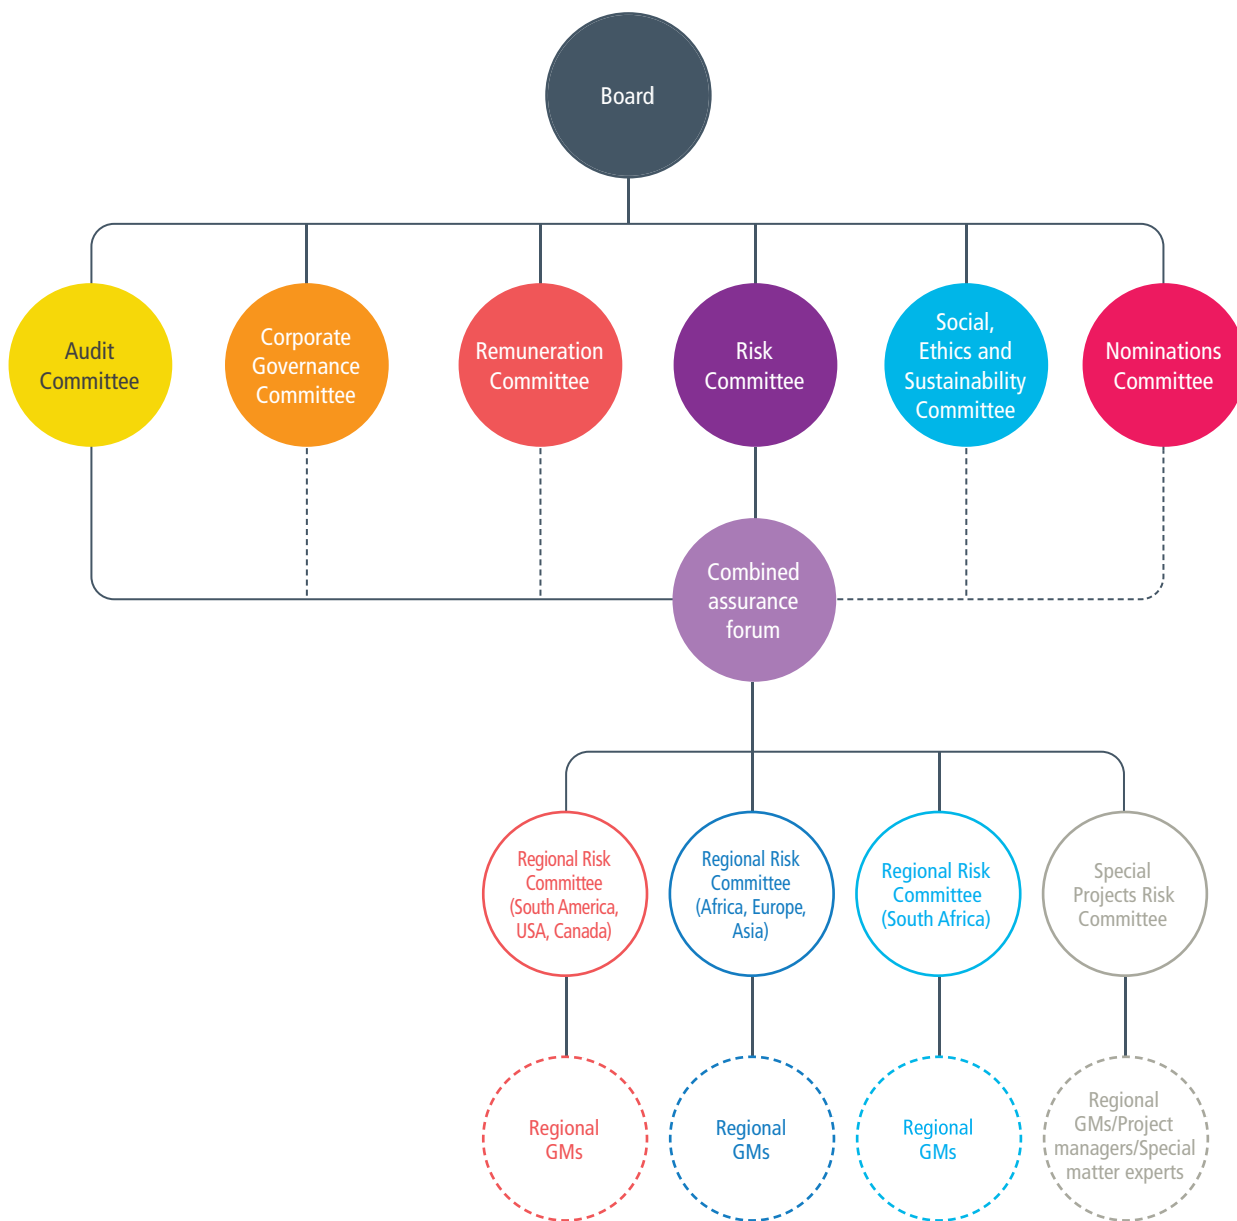 Board
Audit
Committee
Corporate
Governance
Committee
Remuneration
Committee
Risk
Committee
Social,
Ethics and
Sustainability
Committee
Nominations
Committee
Combined
assurance
forum
Regional Risk
Committee
(South America,
USA, Canada)
Regional Risk
Committee
(Africa, Europe,
Asia)
Regional Risk
Committee
(South Africa)
Special
Projects Risk
Committee
Regional
GMs
Regional
GMs
Regional
GMs
Regional
GMs/Project
managers/Special
matter experts